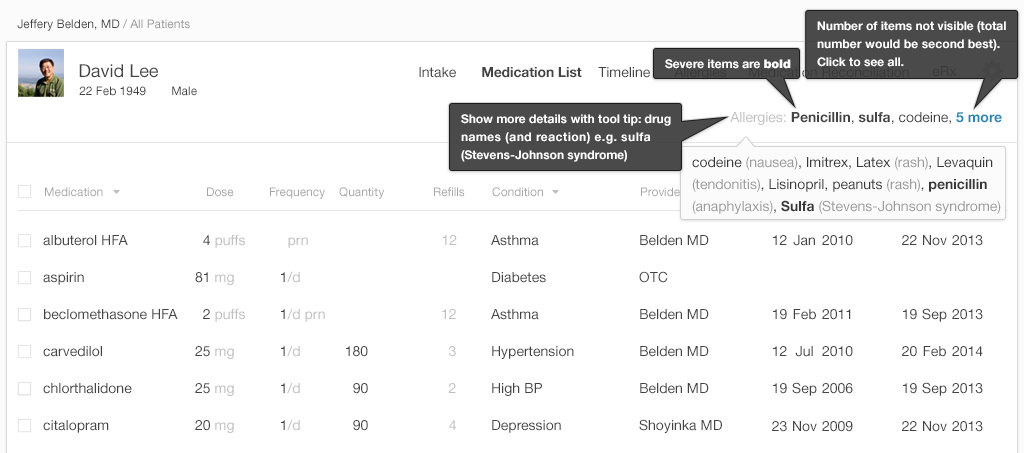 Jeffery Belden, MD / All Patients
Number of items not visible (total
number would be second best).
Click to see all.
Severe items are bold
David Lee
22 Feb 1949 Male
Intake Medication List Timeline Allergies Medication Reconciliation eRx
Show more details with tool tip: drug
names (and reaction) e.g. sulfa
(Stevens-Johnson syndrome)
Allergies: Penicillin, sulfa, codeine, 5 more
codeine (nausea), Imitrex, Latex (rash), Levaquin
(tendonitis), Lisinopril, peanuts (rash), penicillin
(anaphylaxis), Sulfa (Stevens-Johnson syndrome)
Medication Dose Frequency Quantity Refills Condition Provide
albuterol HFA 4 puffs prn 12 Asthma Belden MD 12 Jan 2010 22 Nov 2013
aspirin 81 mg 1/d Diabetes OTC
beclomethasone HFA 2 puffs 1/d prn 12 Asthma Belden MD 19 Feb 2011 19 Sep 2013
carvedilol 25 mg 1/d 180 3 Hypertension Belden MD 12 Jul 2010 20 Feb 2014
chlorthalidone 25 mg 1/d 90 2 High BP Belden MD 19 Sep 2006 19 Sep 2013
citalopram 20 mg 1/d 90 4 Depression Shoyinka MD 23 Nov 2009 22 Nov 2013